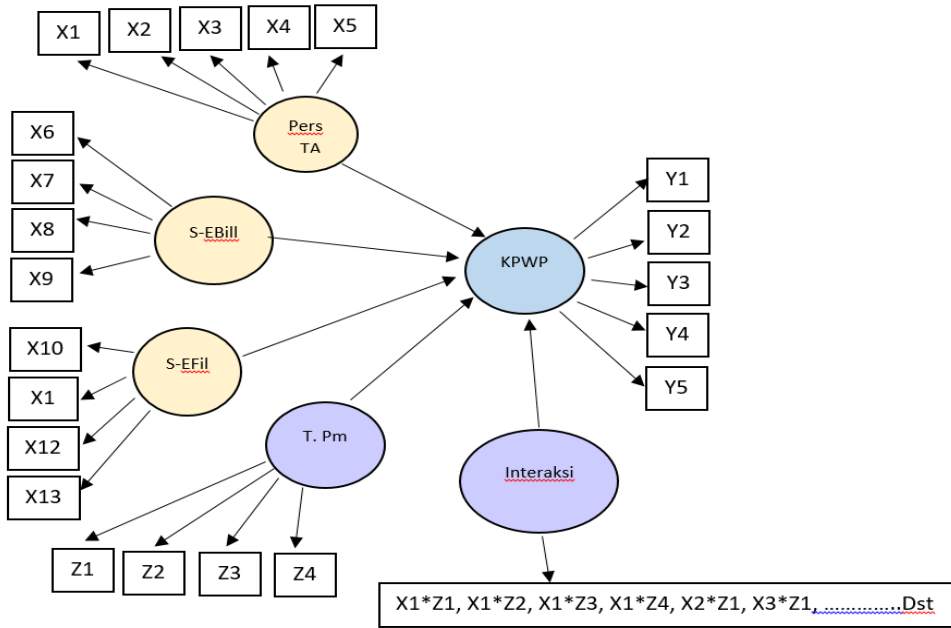 X1
X2
X3
X4
X5
Pers
TA
X6
X7
X8
X9
S-EBill
KPWP
Y1
Y2
Y3
Y4
Y5
X10
X1
X12
X13
S-EFil
T. Pm
Interaksi
Z1
Z2
Z3
Z4
X1*Z1, X1*Z2, X1*Z3, X1*Z4, X2*Z1, X3*Z1, …………..Dst